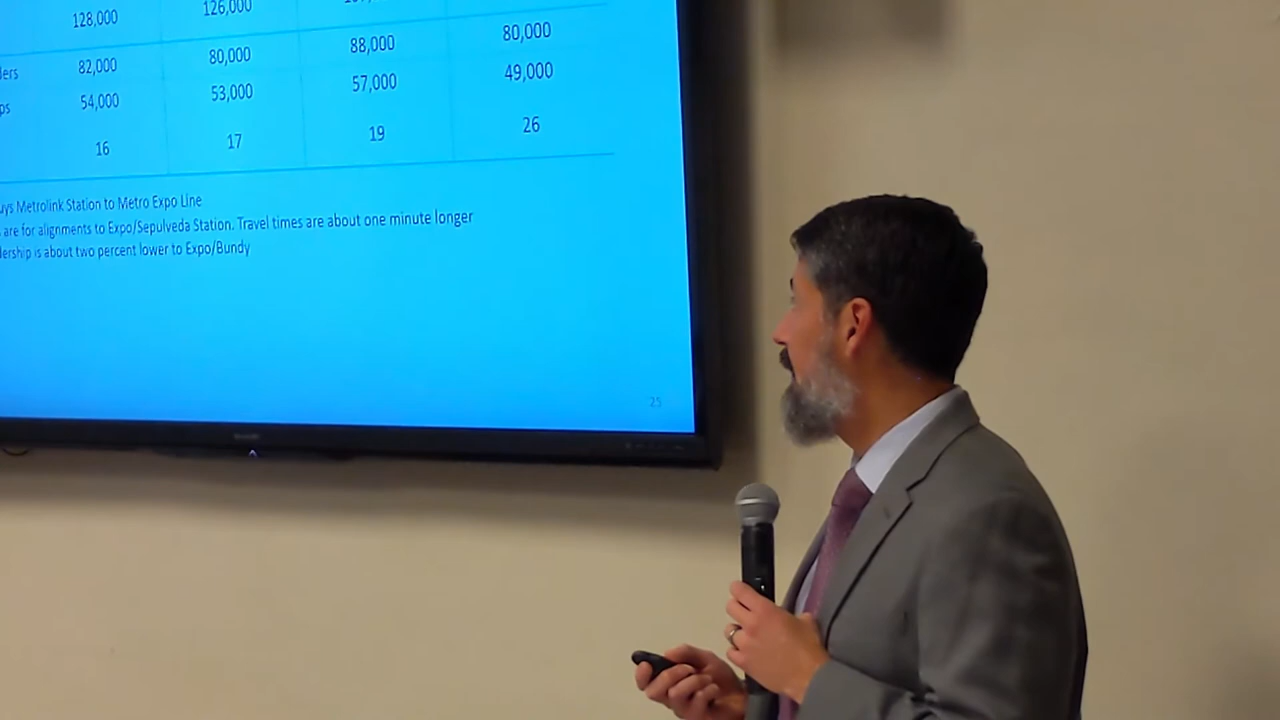 128,000 126,000
82,000 80,000 88,000 80,000
54,000 53,000 57,000 49,000
16 17 19 26
uys Metrolink Station to Metro Expo Line
are for alignments to Expo/Sepulveda Station. Travel times are about one minute longer
dership is about two percent lower to Expo/Bundy
25